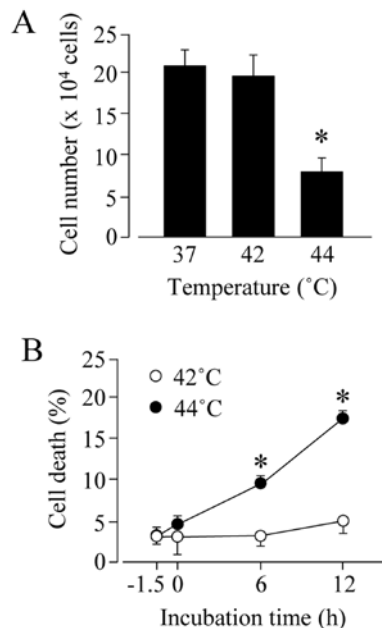 A
Cell number (x 10⁴ cells)
25
20
15
10
5
0
*
37 42 44
Temperature (˚C)
B
Cell death (%)
25
20
15
10
5
0
42˚C
44˚C
*
*
-1.5 0 6 12
Incubation time (h)